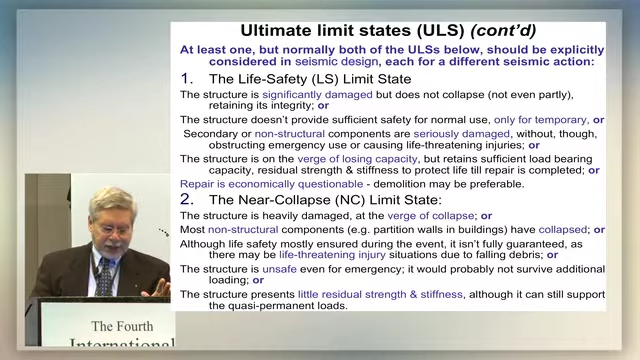 Ultimate limit states (ULS) (cont’d)
At least one, but normally both of the ULSs below, should be explicitly
considered in seismic design, each for a different seismic action:
1. The Life-Safety (LS) Limit State
The structure is significantly damaged but does not collapse (not even partly),
retaining its integrity; or
The structure doesn’t provide sufficient safety for normal use, only for temporary, or
Secondary or non-structural components are seriously damaged, without, though,
obstructing emergency use or causing life-threatening injuries; or
The structure is on the verge of losing capacity, but retains sufficient load bearing
capacity, residual strength & stiffness to protect life till repair is completed; or
Repair is economically questionable - demolition may be preferable.
2. The Near-Collapse (NC) Limit State:
The structure is heavily damaged, at the verge of collapse; or
Most non-structural components (e.g. partition walls in buildings) have collapsed; or
Although life safety mostly ensured during the event, it isn’t fully guaranteed, as
there may be life-threatening injury situations due to falling debris; or
The structure is unsafe even for emergency; it would probably not survive additional
loading; or
The structure presents little residual strength & stiffness, although it can still support
the quasi-permanent loads.
The Fourth
International